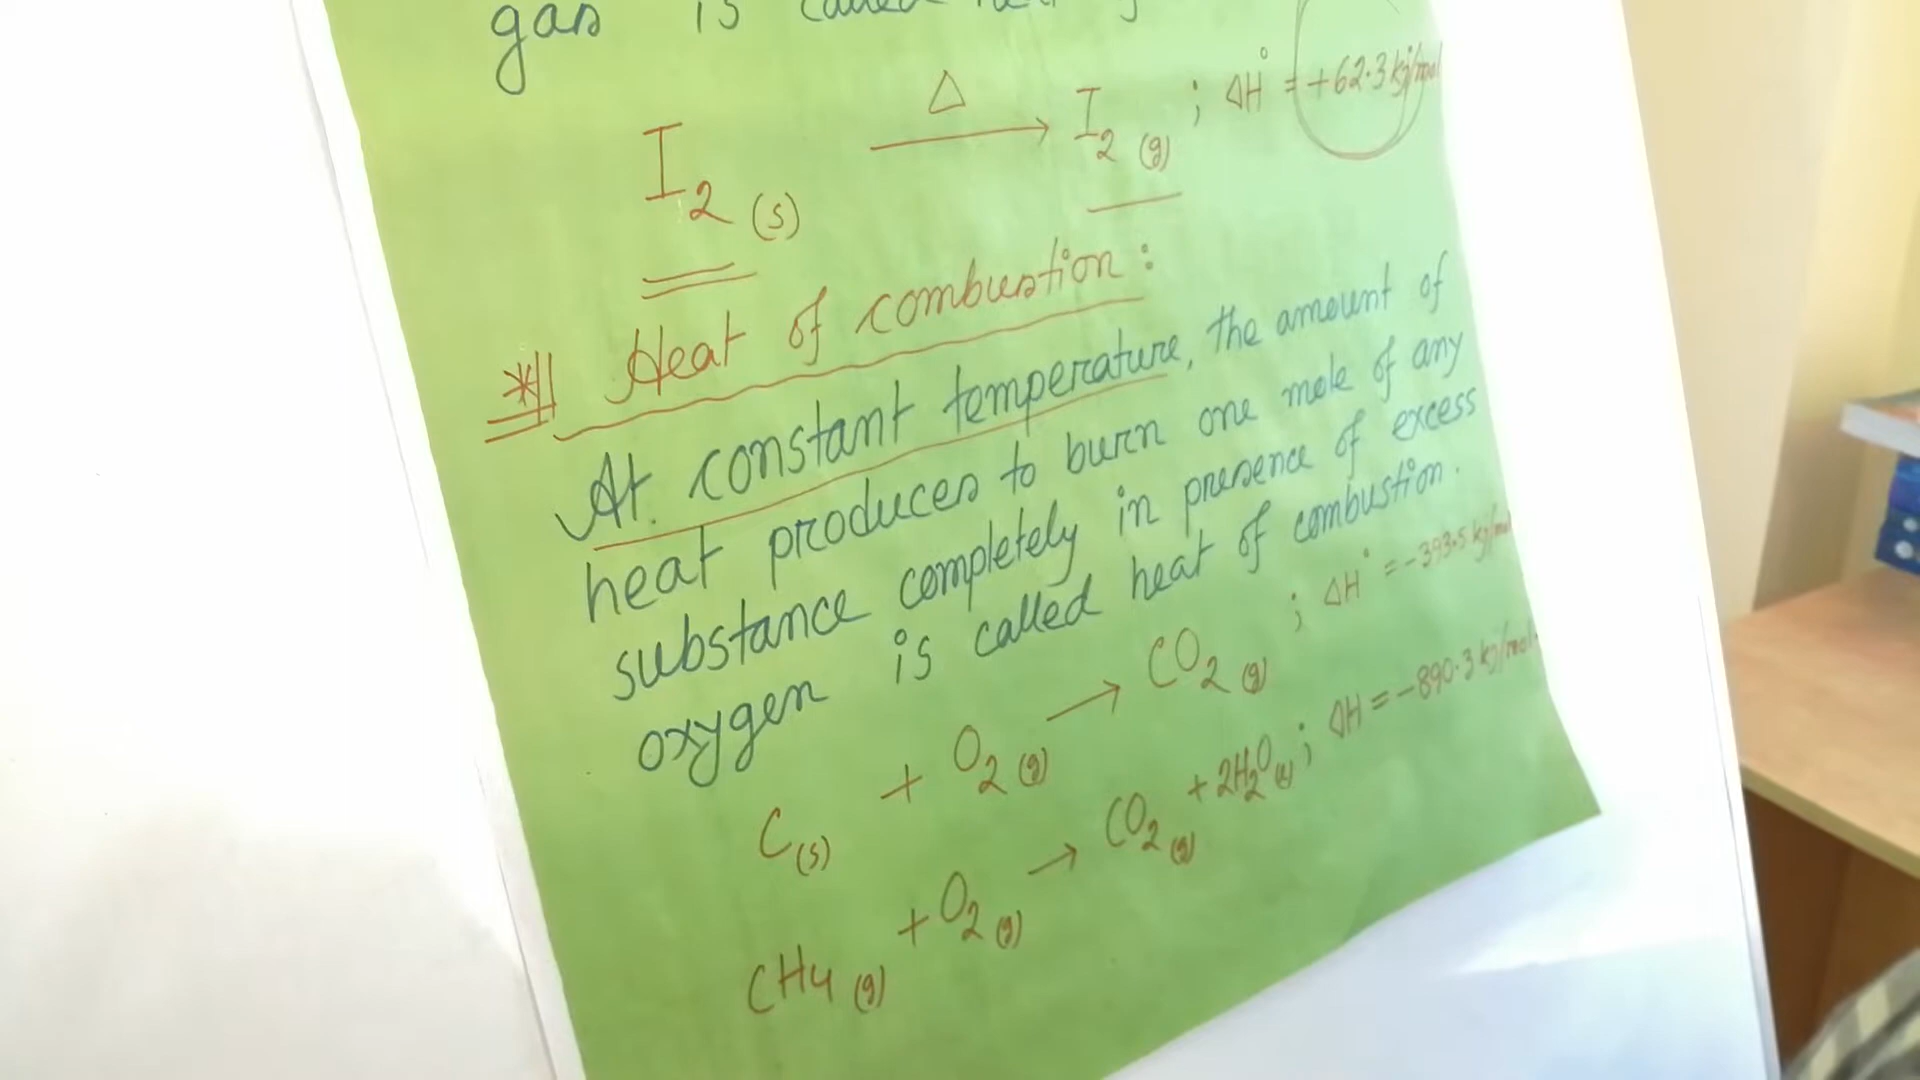 gas is called
I₂ (s) —Δ→ I₂ (g) ; ΔH° = +62.3 kj/mol
*|| Heat of combustion :
At constant temperature, the amount of
heat produces to burn one mole of any
substance completely in presence of excess
oxygen is called heat of combustion.
C(s) + O₂ (g) → CO₂ (g) ; ΔH° = -393.5 kj/mol
CH4 (g) + O₂ (g) → CO₂ (g) + 2H₂O(l) ; ΔH = -890.3 kj/mol